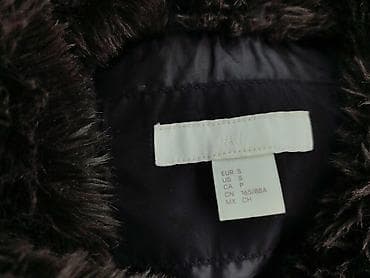 EUR S
US S
CA P
CN 165/88A
MX CH